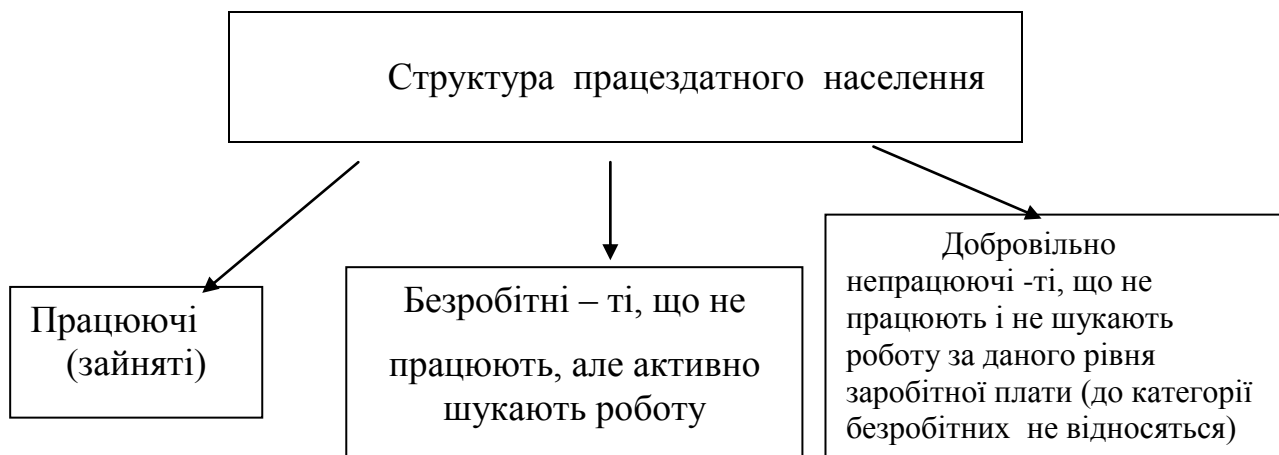 Структура працездатного населення
Працюючі
(зайняті)
Безробітні – ті, що не
працюють, але активно
шукають роботу
Добровільно
непрацюючі -ті, що не
працюють і не шукають
роботу за даного рівня
заробітної плати (до категорії
безробітних не відносяться)